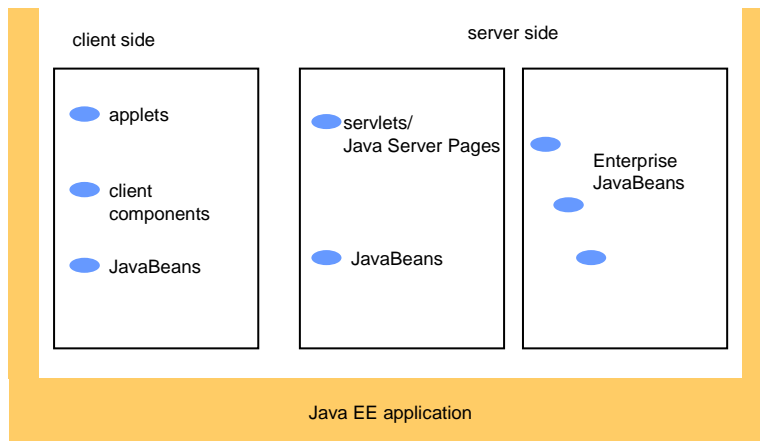 client side
server side
applets
client
components
JavaBeans
servlets/
Java Server Pages
JavaBeans
Enterprise
JavaBeans
Java EE application